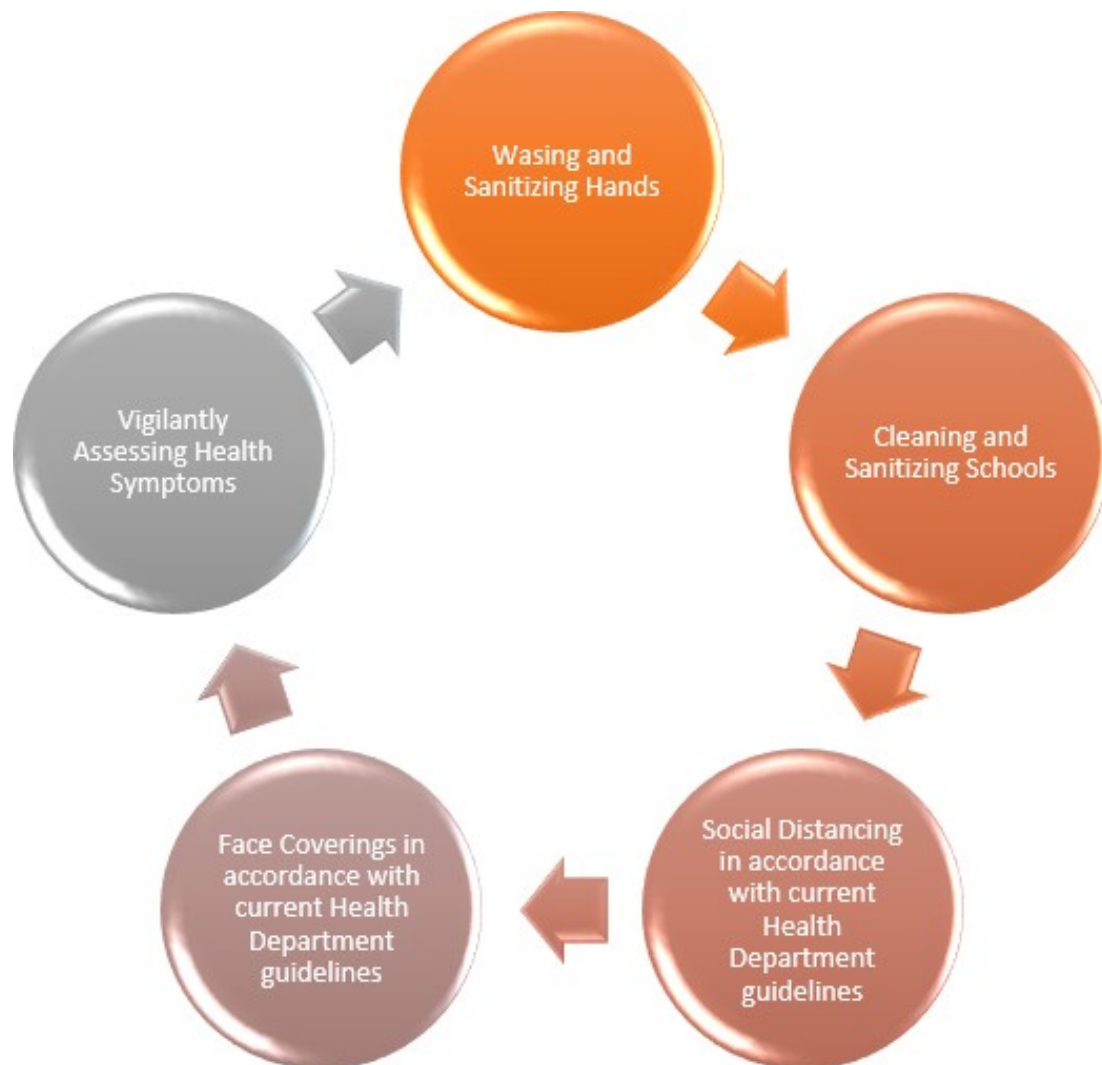 Wasing and
Sanitizing Hands
Cleaning and
Sanitizing Schools
Social Distancing
in accordance
with current
Health
Department
guidelines
Face Coverings in
accordance with
current Health
Department
guidelines
Vigilantly
Assessing Health
Symptoms